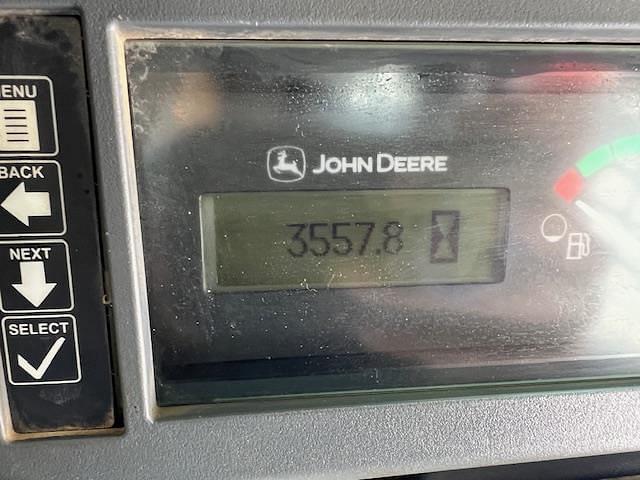 MENU
BACK
NEXT
SELECT
JOHN DEERE
3557.8